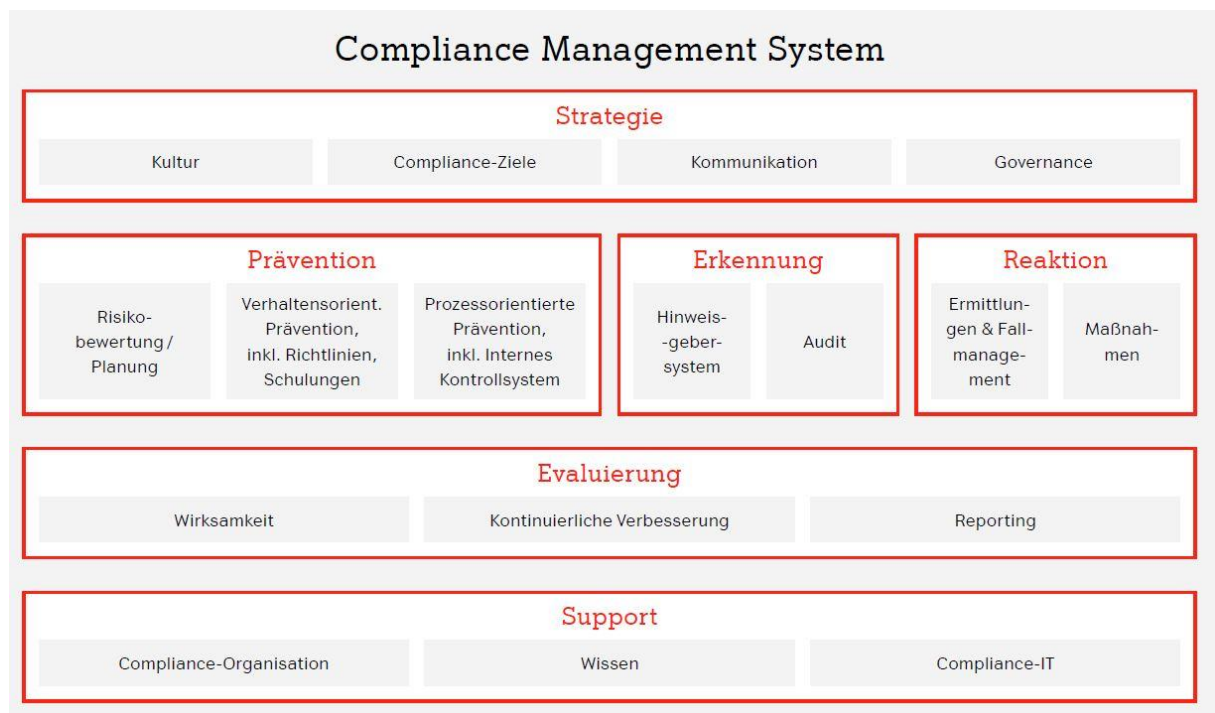 Compliance Management System
Strategie
Kultur
Compliance-Ziele
Kommunikation
Governance
Prävention
Risiko-
bewertung /
Planung
Verhaltensorient.
Prävention,
inkl. Richtlinien,
Schulungen
Prozessorientierte
Prävention,
inkl. Internes
Kontrollsystem
Erkennung
Hinweis-
-geber-
system
Audit
Reaktion
Ermittlun-
gen & Fall-
manage-
ment
Maßnah-
men
Evaluierung
Wirksamkeit
Kontinuierliche Verbesserung
Reporting
Support
Compliance-Organisation
Wissen
Compliance-IT